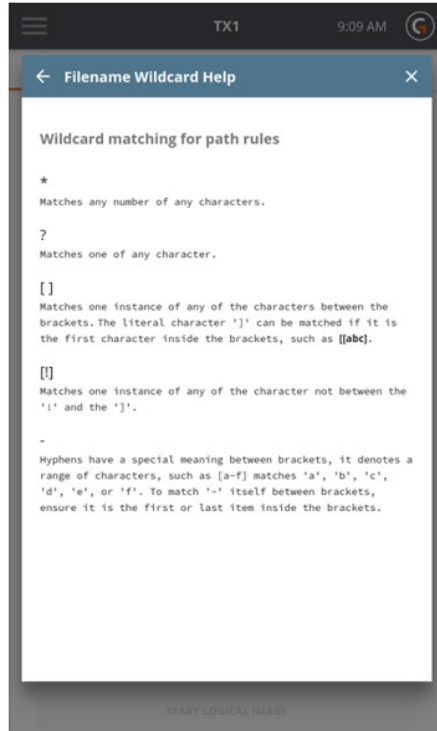 TX1 9:09 AM
Filename Wildcard Help
Wildcard matching for path rules
*
Matches any number of any characters.
?
Matches one of any character.
[ ]
Matches one instance of any of the characters between the
brackets. The literal character ']' can be matched if it is
the first character inside the brackets, such as [[abc].
[!]
Matches one instance of any of the character not between the
'!' and the ']'.
-
Hyphens have a special meaning between brackets, it denotes a
range of characters, such as [a-f] matches 'a', 'b', 'c',
'd', 'e', or 'f'. To match '-' itself between brackets,
ensure it is the first or last item inside the brackets.
START LOGICAL IMAGE